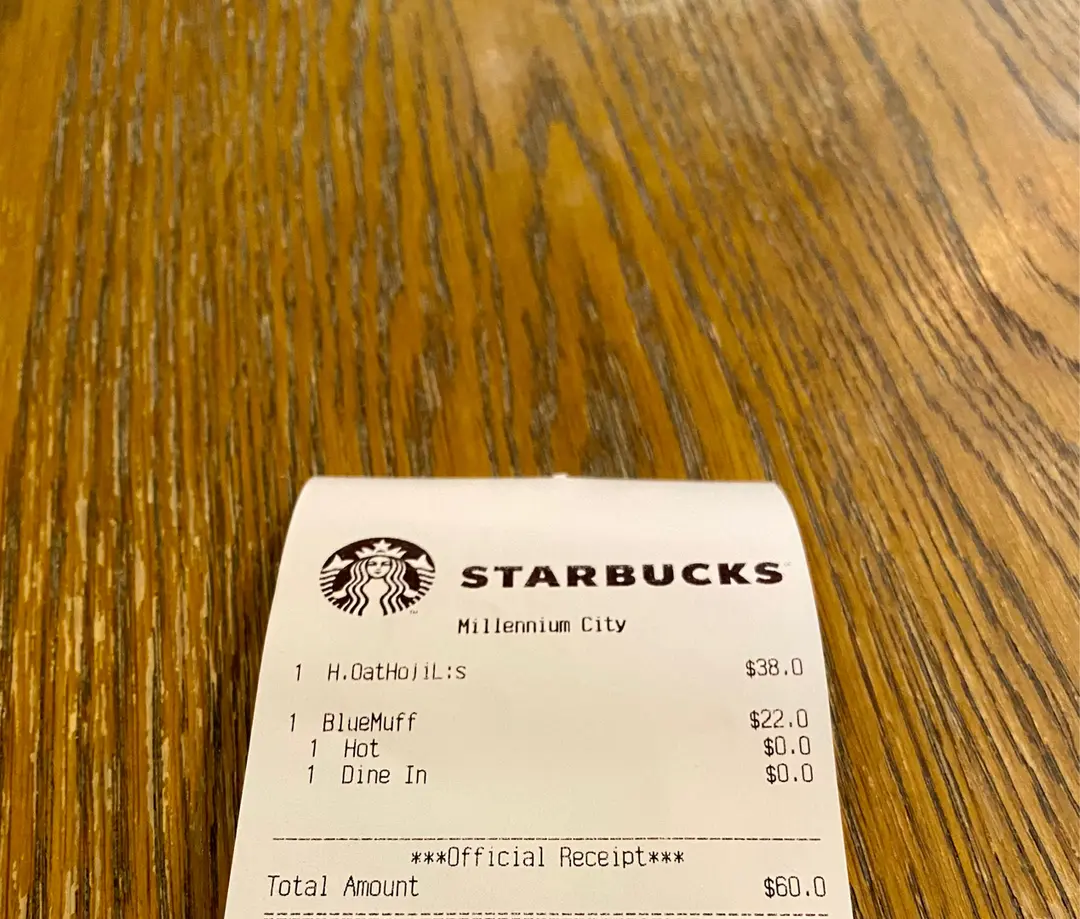 STARBUCKS
Millennium City
1 H.OatHojiL:s $38.0
1 BlueMuff $22.0
1 Hot $0.0
1 Dine In $0.0
***Official Receipt***
Total Amount $60.0